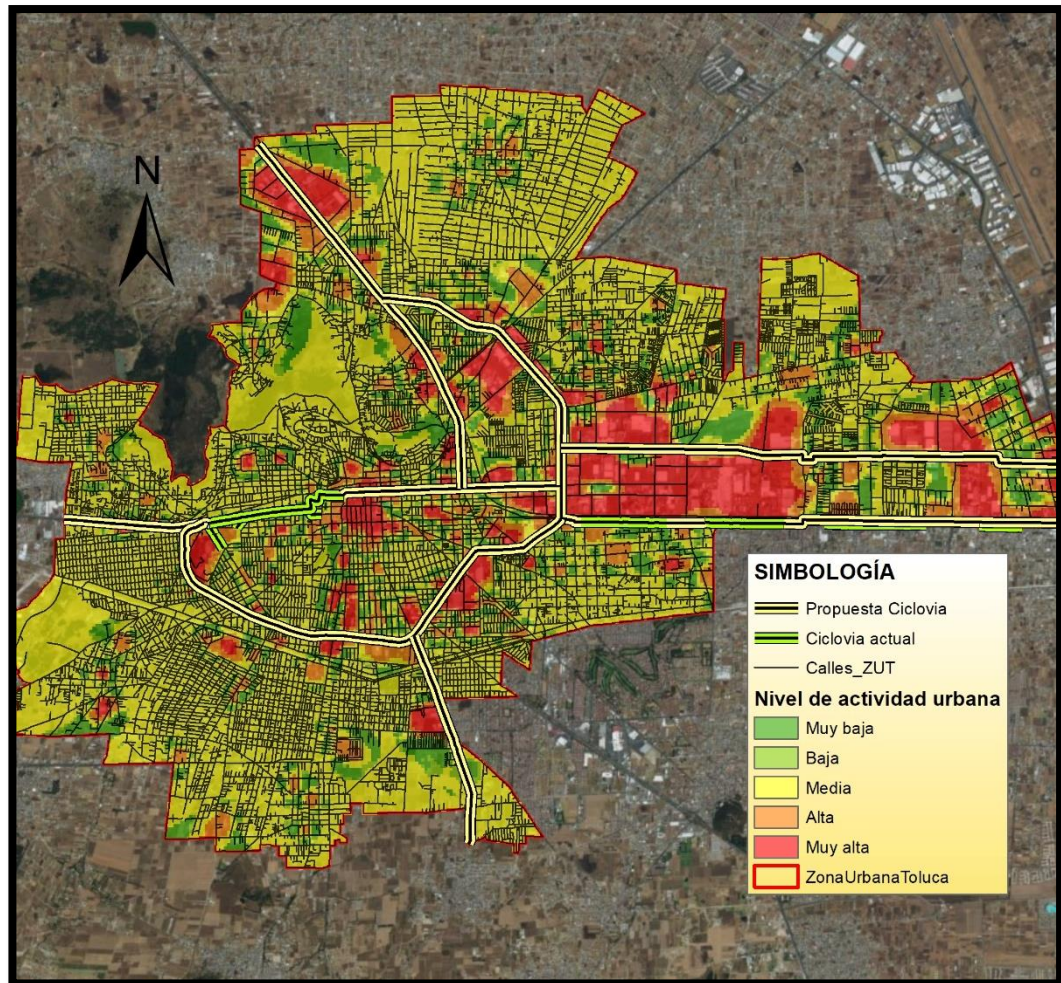 N
SIMBOLOGÍA
Propuesta Ciclovia
Ciclovia actual
Calles_ZUT
Nivel de actividad urbana
Muy baja
Baja
Media
Alta
Muy alta
ZonaUrbanaToluca